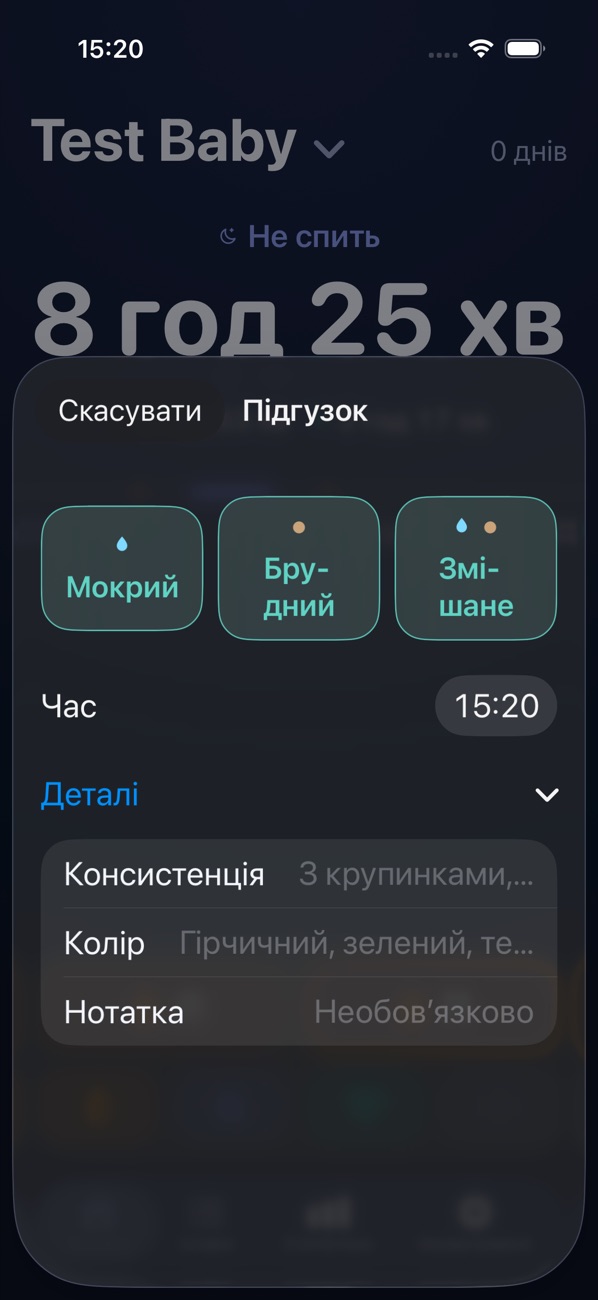 15:20
Test Baby
0 днів
Не спить
8 год 25 хв
Скасувати
Підгузок
Мокрий
Бру-
дний
Змі-
шане
Час
15:20
Деталі
Консистенція
З крупинками,...
Колір
Гірчичний, зелений, те...
Нотатка
Необов’язково